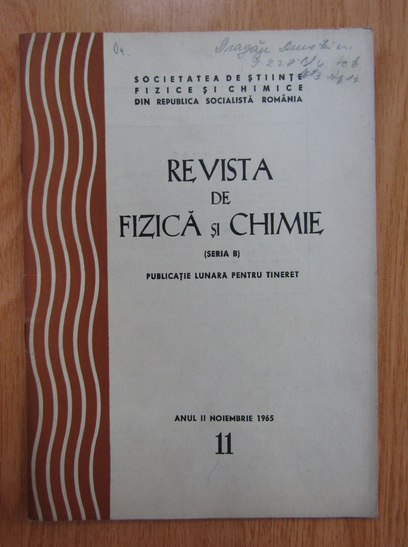 Dragăn
SOCIETATEA DE ȘTIINȚE
FIZICE ȘI CHIMICE
DIN REPUBLICA SOCIALISTĂ ROMÂNIA
REVISTA
DE
FIZICĂ ȘI CHIMIE
(SERIA B)
PUBLICAȚIE LUNARA PENTRU TINERET
ANUL II NOIEMBRIE 1965
11